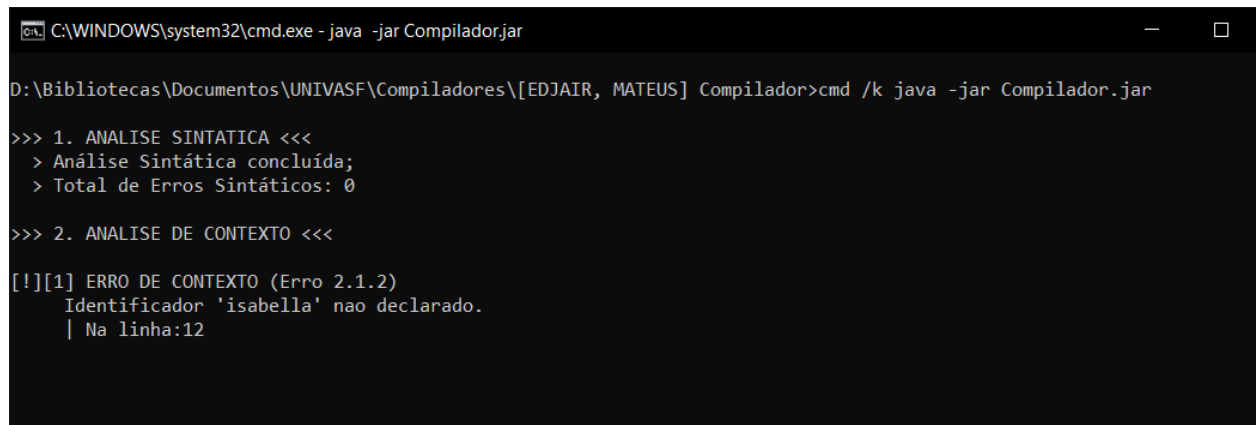 C:\WINDOWS\system32\cmd.exe - java -jar Compilador.jar
D:\Bibliotecas\Documentos\UNIVASF\Compiladores\[EDJAIR, MATEUS] Compilador>cmd /k java -jar Compilador.jar
>>> 1. ANALISE SINTATICA <<<
> Análise Sintática concluída;
> Total de Erros Sintáticos: 0
>>> 2. ANALISE DE CONTEXTO <<<
[!][1] ERRO DE CONTEXTO (Erro 2.1.2)
Identificador 'isabella' nao declarado.
| Na linha:12